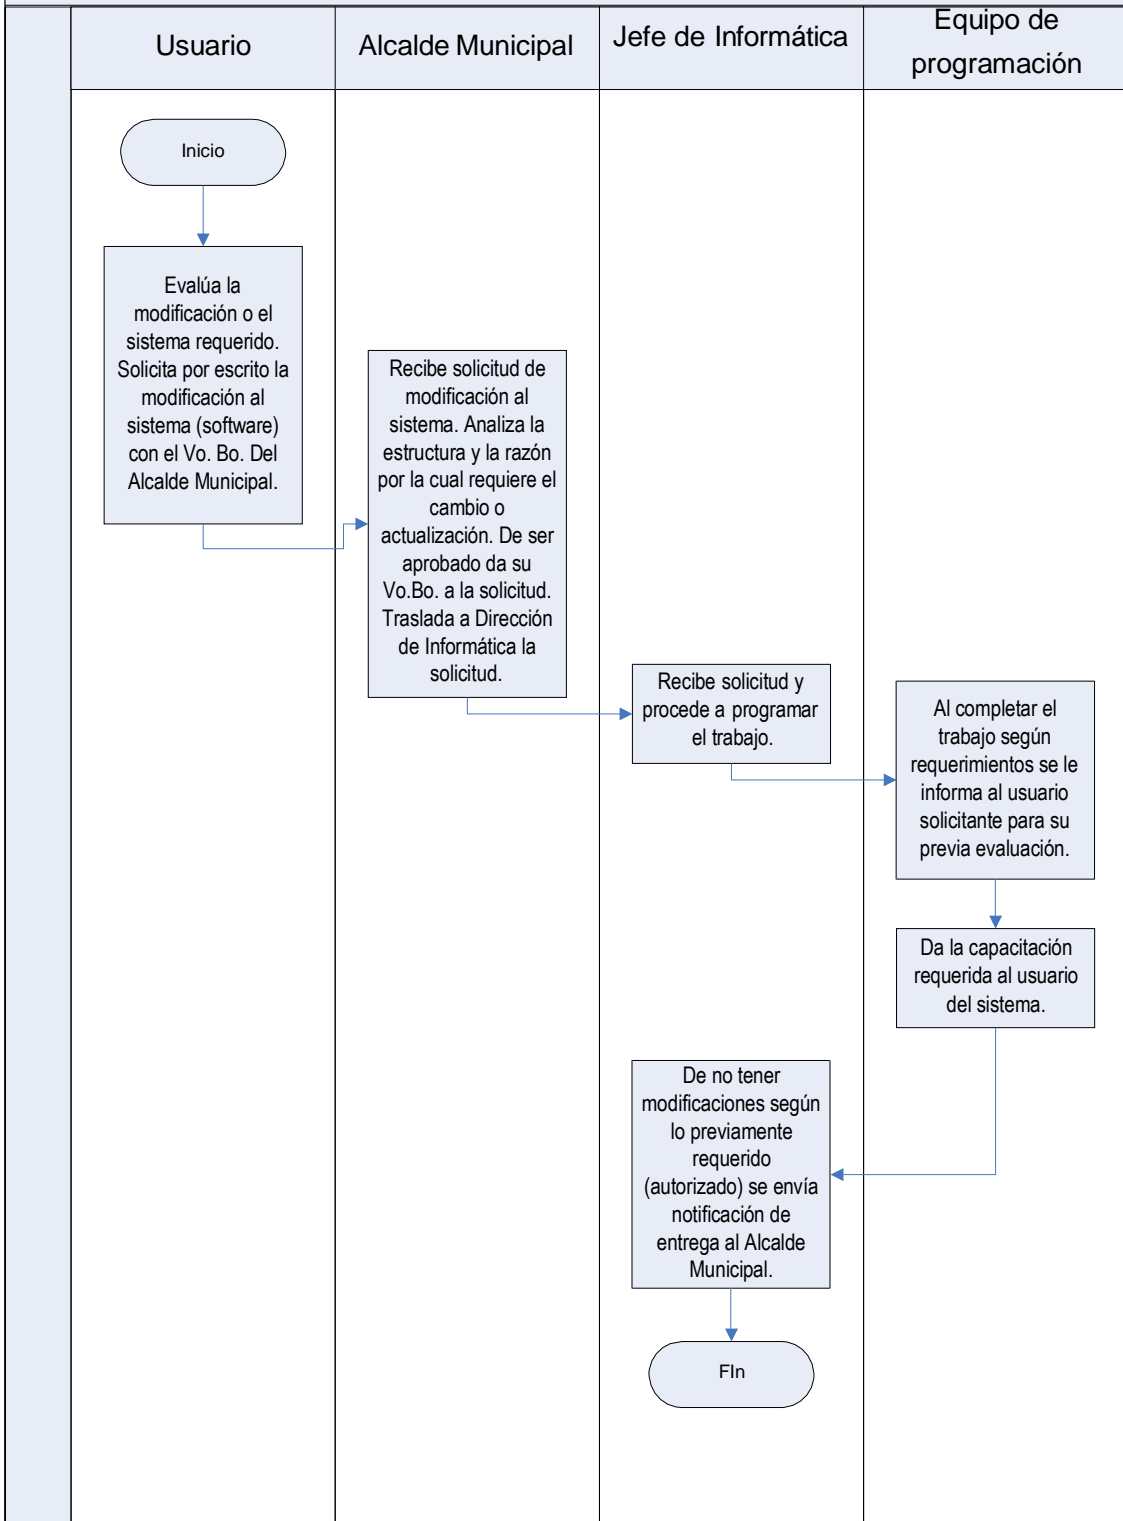 Usuario
Alcalde Municipal
Jefe de Informática
Equipo de
programación
Inicio
Evalúa la
modificación o el
sistema requerido.
Solicita por escrito la
modificación al
sistema (software)
con el Vo. Bo. Del
Alcalde Municipal.
Recibe solicitud de
modificación al
sistema. Analiza la
estructura y la razón
por la cual requiere el
cambio o
actualización. De ser
aprobado da su
Vo.Bo. a la solicitud.
Traslada a Dirección
de Informática la
solicitud.
Recibe solicitud y
procede a programar
el trabajo.
Al completar el
trabajo según
requerimientos se le
informa al usuario
solicitante para su
previa evaluación.
Da la capacitación
requerida al usuario
del sistema.
De no tener
modificaciones según
lo previamente
requerido
(autorizado) se envía
notificación de
entrega al Alcalde
Municipal.
FIn